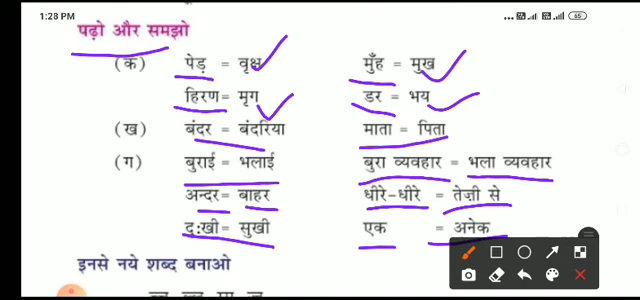 1:28 PM ... 65
पढ़ो और समझो
(क) पेड़ = वृक्ष मुँह = मुख
हिरण = मृग डर = भय
(ख) बंदर = बंदरिया माता = पिता
(ग) बुराई = भलाई बुरा व्यवहार = भला व्यवहार
अन्दर = बाहर धीरे-धीरे = तेज़ी से
दुःखी = सुखी एक = अनेक
इनसे नये शब्द बनाओ